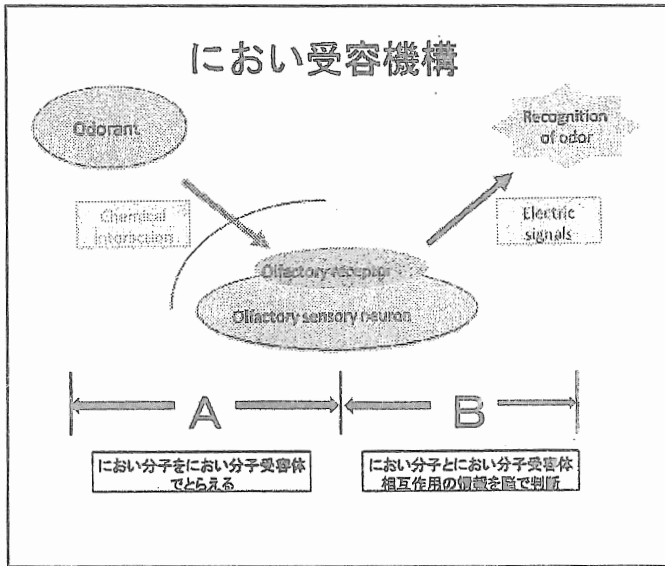 におい受容機構
Odorant
Recognition
of odor
Chemical
interaction
Electric
signals
Olfactory receptor
Olfactory sensory neuron
A
B
におい分子をにおい分子受容体
でとらえる
におい分子とにおい分子受容体
相互作用の情報を脳で判断